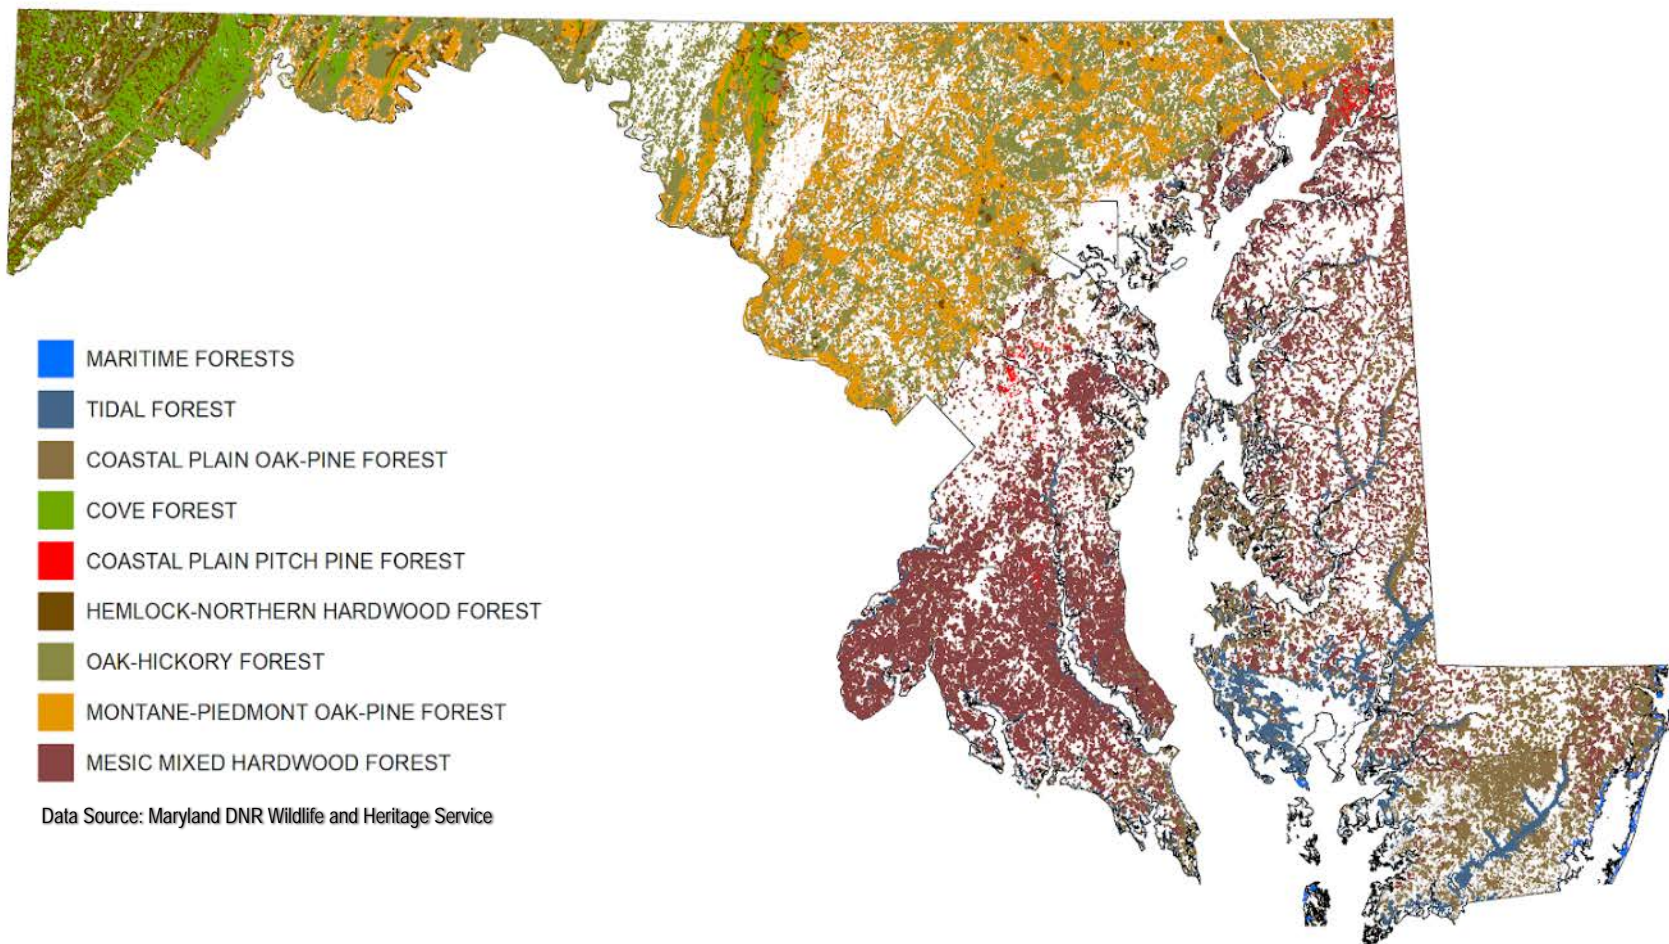 MARITIME FORESTS
TIDAL FOREST
COASTAL PLAIN OAK-PINE FOREST
COVE FOREST
COASTAL PLAIN PITCH PINE FOREST
HEMLOCK-NORTHERN HARDWOOD FOREST
OAK-HICKORY FOREST
MONTANE-PIEDMONT OAK-PINE FOREST
MESIC MIXED HARDWOOD FOREST
Data Source: Maryland DNR Wildlife and Heritage Service